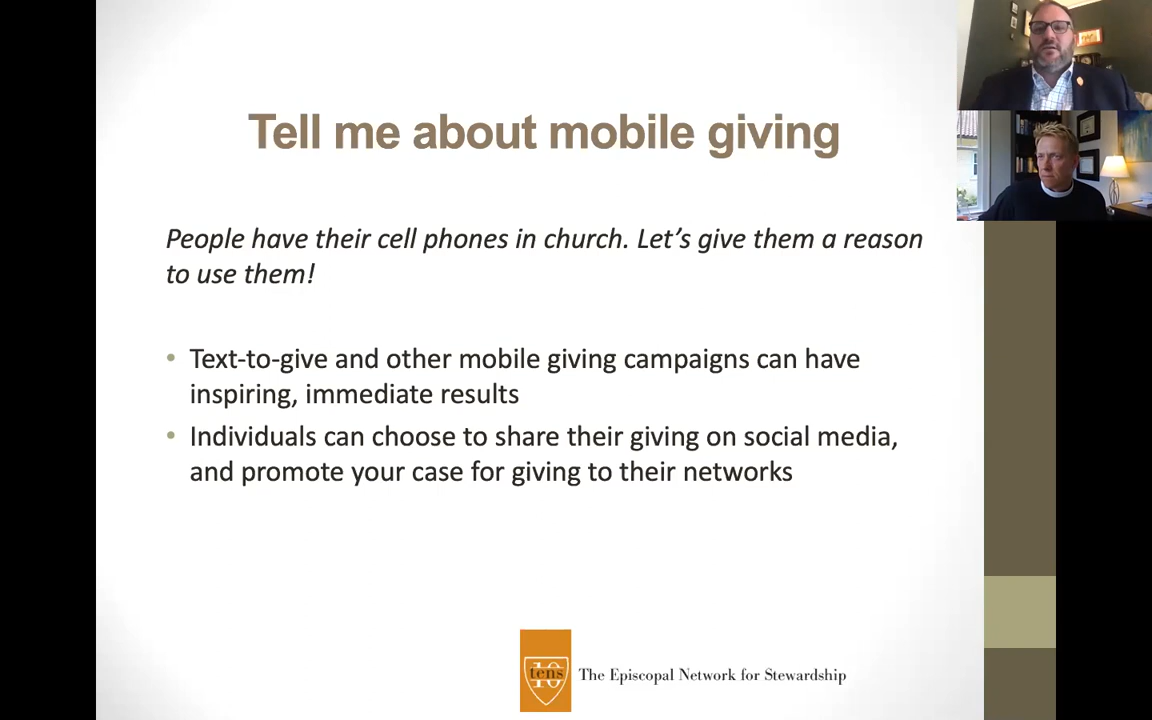 Tell me about mobile giving
People have their cell phones in church. Let’s give them a reason
to use them!
• Text-to-give and other mobile giving campaigns can have
inspiring, immediate results
• Individuals can choose to share their giving on social media,
and promote your case for giving to their networks
10
tens
The Episcopal Network for Stewardship